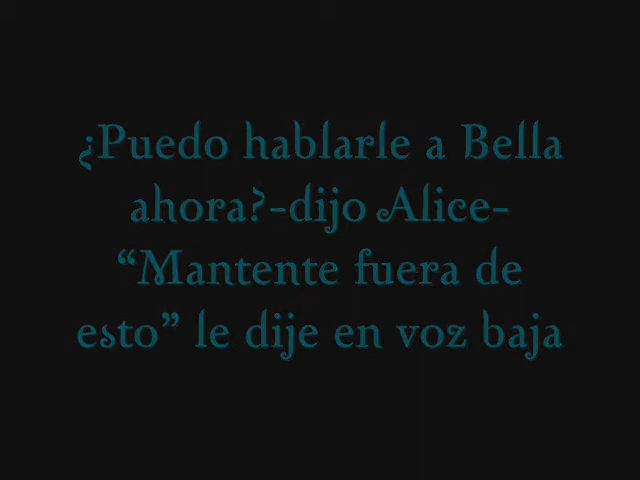 ¿Puedo hablarle a Bella
ahora?-dijo Alice-
“Mantente fuera de
esto” le dije en voz baja